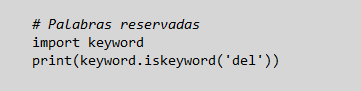 # Palabras reservadas
import keyword
print(keyword.iskeyword('del'))